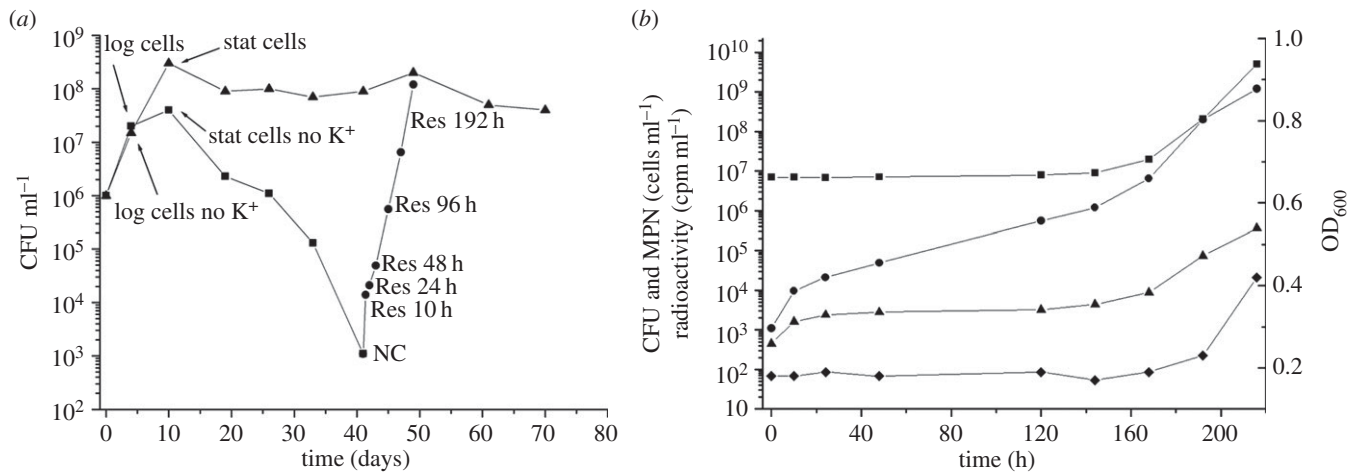 (a)
10⁹
10⁸
10⁷
10⁶
10⁵
10⁴
10³
10²
CFU ml⁻¹
log cells
stat cells
stat cells no K⁺
log cells no K⁺
Res 192 h
Res 96 h
Res 48 h
Res 24 h
Res 10 h
NC
0 10 20 30 40 50 60 70 80
time (days)
(b)
10¹⁰
10⁹
10⁸
10⁷
10⁶
10⁵
10⁴
10³
10²
10
CFU and MPN (cells ml⁻¹)
radioactivity (cpm ml⁻¹)
1.0
0.8
0.6
0.4
0.2
OD₆₀₀
0 40 80 120 160 200
time (h)